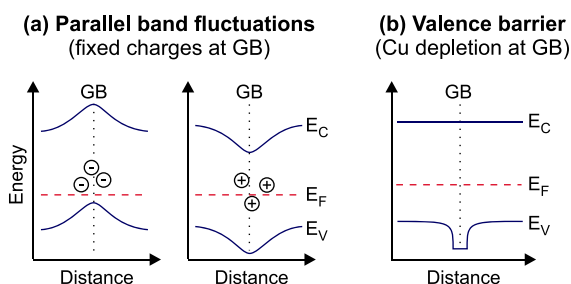 (a) Parallel band fluctuations
(fixed charges at GB)
(b) Valence barrier
(Cu depletion at GB)
Energy
GB
- - -
Distance
GB
+ + +
E_C
E_F
E_V
Distance
GB
E_C
E_F
E_V
Distance